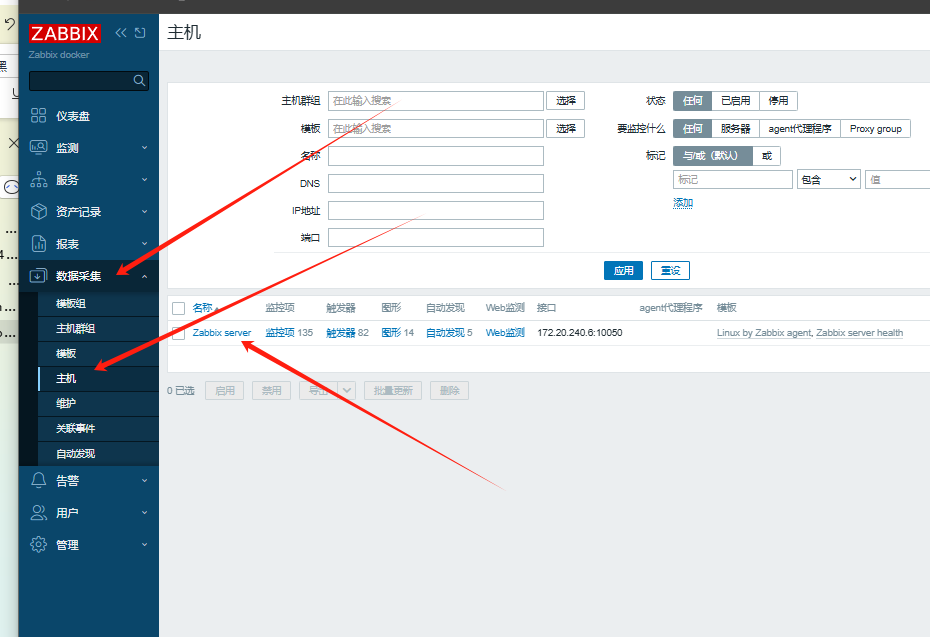 ZABBIX
Zabbix docker
仪表盘
监测
服务
资产记录
报表
数据采集
模板组
主机群组
模板
主机
维护
关联事件
自动发现
告警
用户
管理
主机
主机群组 在此输入搜索 选择
模板 在此输入搜索 选择
名称
DNS
IP地址
端口
状态 任何 已启用 停用
要监控什么 任何 服务器 agent代理程序 Proxy group
标记 与/或（默认） 或
标记 包含 值
添加
应用 重设
名称 监控项 触发器 图形 自动发现 Web监测 接口 agent代理程序 模板
Zabbix server 监控项 135 触发器 82 图形 14 自动发现 5 Web监测 172.20.240.6:10050 Linux by Zabbix agent, Zabbix server health
0 已选 启用 禁用 导出 批量更新 删除